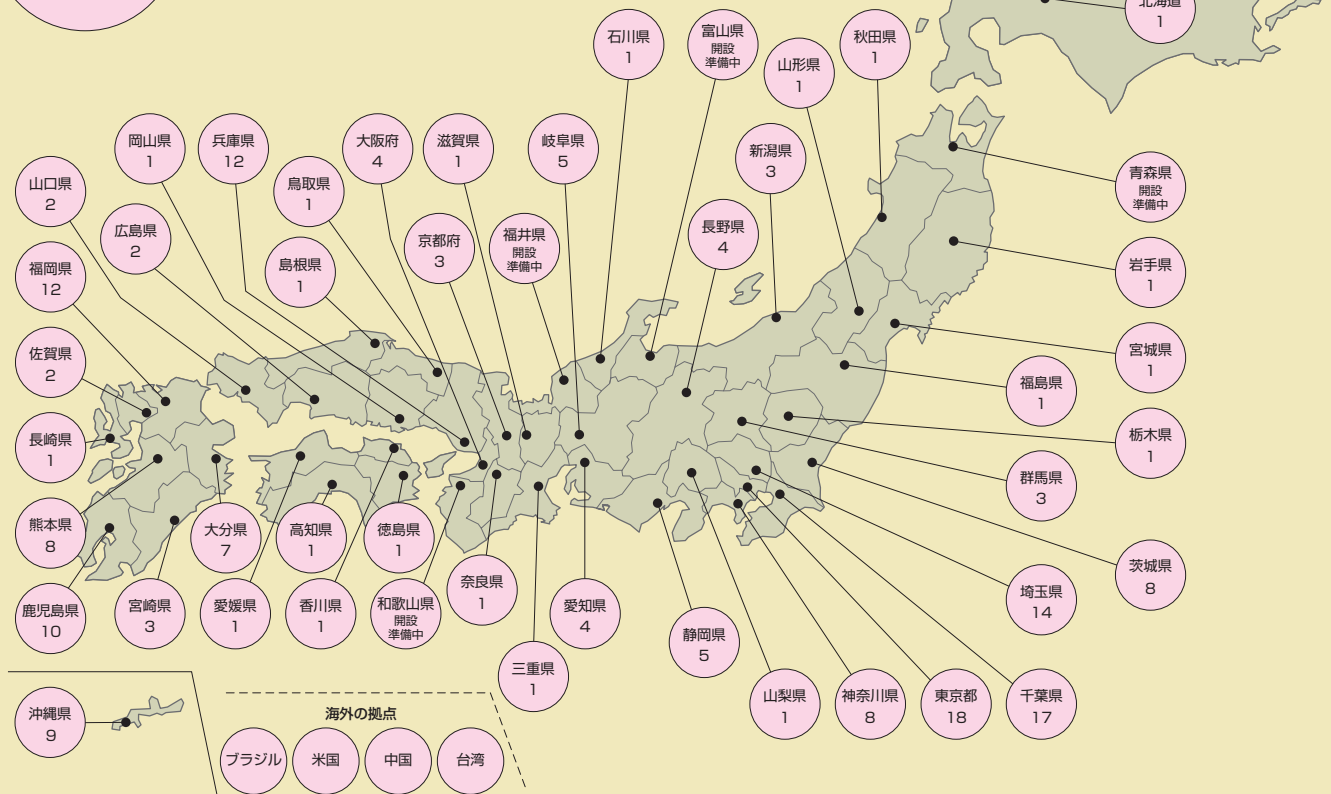 北海道
1
石川県
1
富山県
開設
準備中
秋田県
1
山形県
1
岡山県
1
兵庫県
12
大阪府
4
滋賀県
1
岐阜県
5
新潟県
3
青森県
開設
準備中
山口県
2
鳥取県
1
広島県
2
京都府
3
福井県
開設
準備中
長野県
4
福岡県
12
島根県
1
岩手県
1
佐賀県
2
宮城県
1
福島県
1
長崎県
1
栃木県
1
群馬県
3
熊本県
8
大分県
7
高知県
1
徳島県
1
茨城県
8
奈良県
1
鹿児島県
10
宮崎県
3
愛媛県
1
香川県
1
和歌山県
開設
準備中
愛知県
4
埼玉県
14
静岡県
5
三重県
1
山梨県
1
神奈川県
8
東京都
18
千葉県
17
沖縄県
9
海外の拠点
ブラジル
米国
中国
台湾